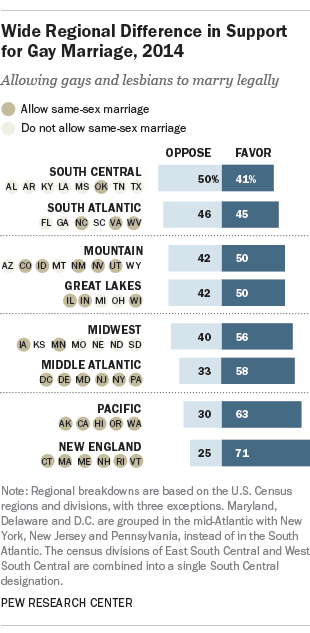 Wide Regional Difference in Support
for Gay Marriage, 2014
Allowing gays and lesbians to marry legally
Allow same-sex marriage
Do not allow same-sex marriage
OPPOSE FAVOR
SOUTH CENTRAL 50% 41%
AL AR KY LA MS OK TN TX
SOUTH ATLANTIC 46 45
FL GA NC SC VA WV
MOUNTAIN 42 50
AZ CO ID MT NM NV UT WY
GREAT LAKES 42 50
IL IN MI OH WI
MIDWEST 40 56
IA KS MN MO NE ND SD
MIDDLE ATLANTIC 33 58
DC DE MD NJ NY PA
PACIFIC 30 63
AK CA HI OR WA
NEW ENGLAND 25 71
CT MA ME NH RI VT
Note: Regional breakdowns are based on the U.S. Census
regions and divisions, with three exceptions. Maryland,
Delaware and D.C. are grouped in the mid-Atlantic with New
York, New Jersey and Pennsylvania, instead of in the South
Atlantic. The census divisions of East South Central and West
South Central are combined into a single South Central
designation.
PEW RESEARCH CENTER